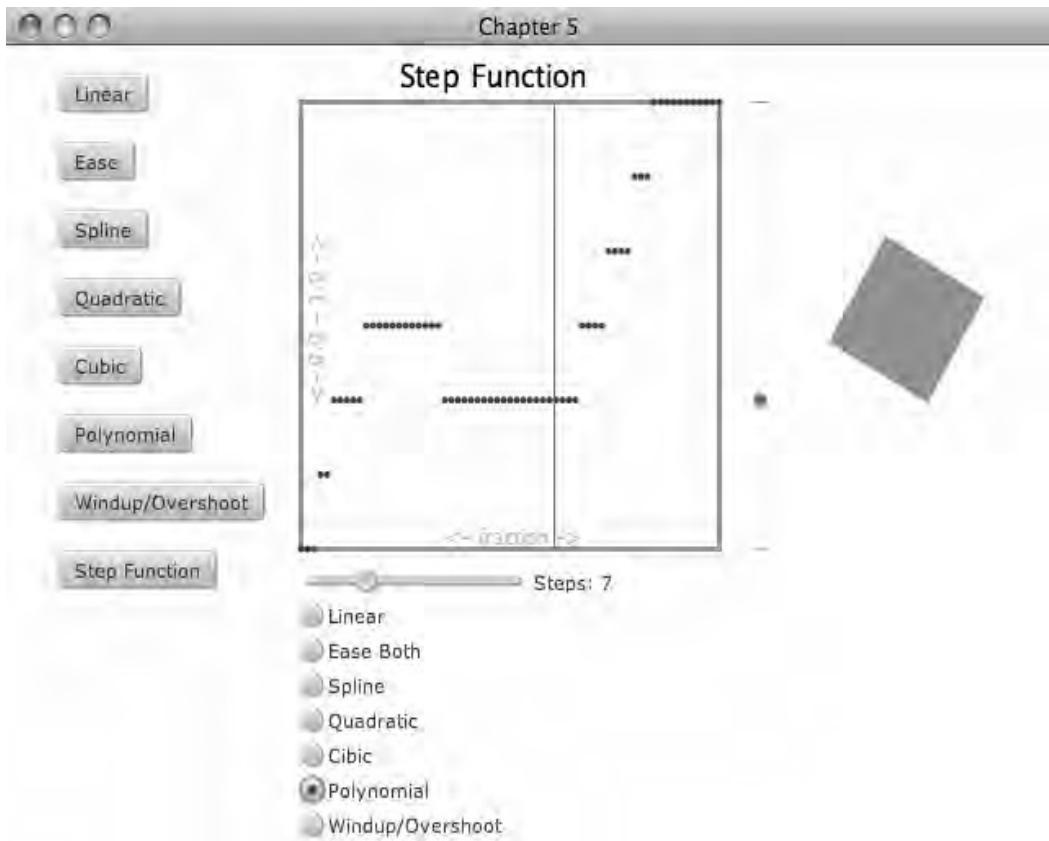 Chapter 5
Step Function
Linear
Ease
Spline
Quadratic
Cubic
Polynomial
Windup/Overshoot
Step Function
<- fraction ->
Steps: 7
Linear
Ease Both
Spline
Quadratic
Cibic
Polynomial
Windup/Overshoot